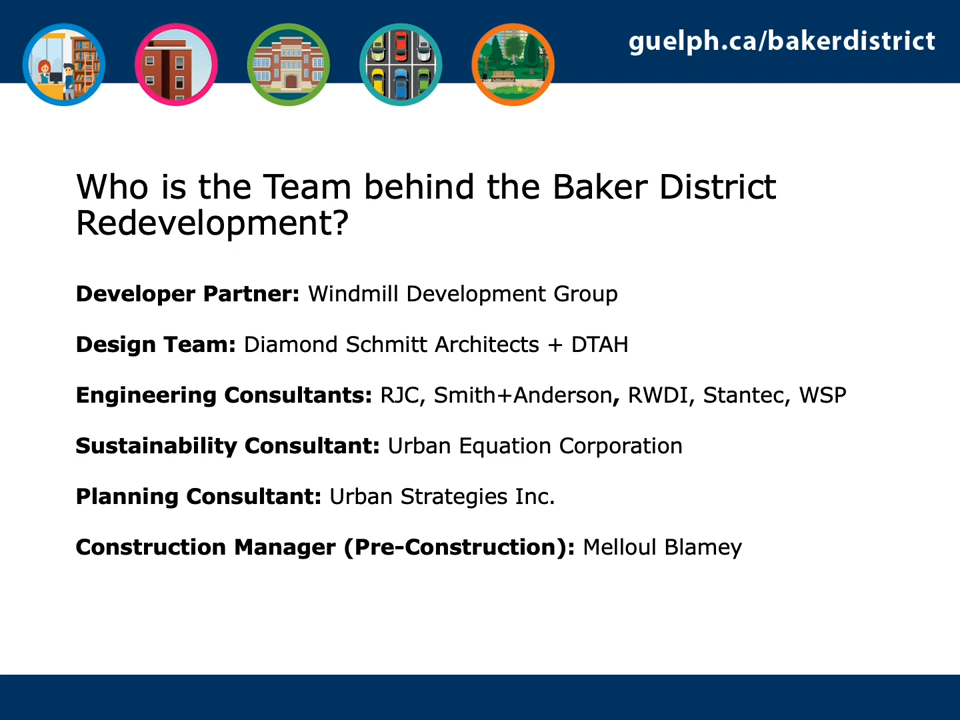 guelph.ca/bakerdistrict
Who is the Team behind the Baker District
Redevelopment?
Developer Partner: Windmill Development Group
Design Team: Diamond Schmitt Architects + DTAH
Engineering Consultants: RJC, Smith+Anderson, RWDI, Stantec, WSP
Sustainability Consultant: Urban Equation Corporation
Planning Consultant: Urban Strategies Inc.
Construction Manager (Pre-Construction): Melloul Blamey